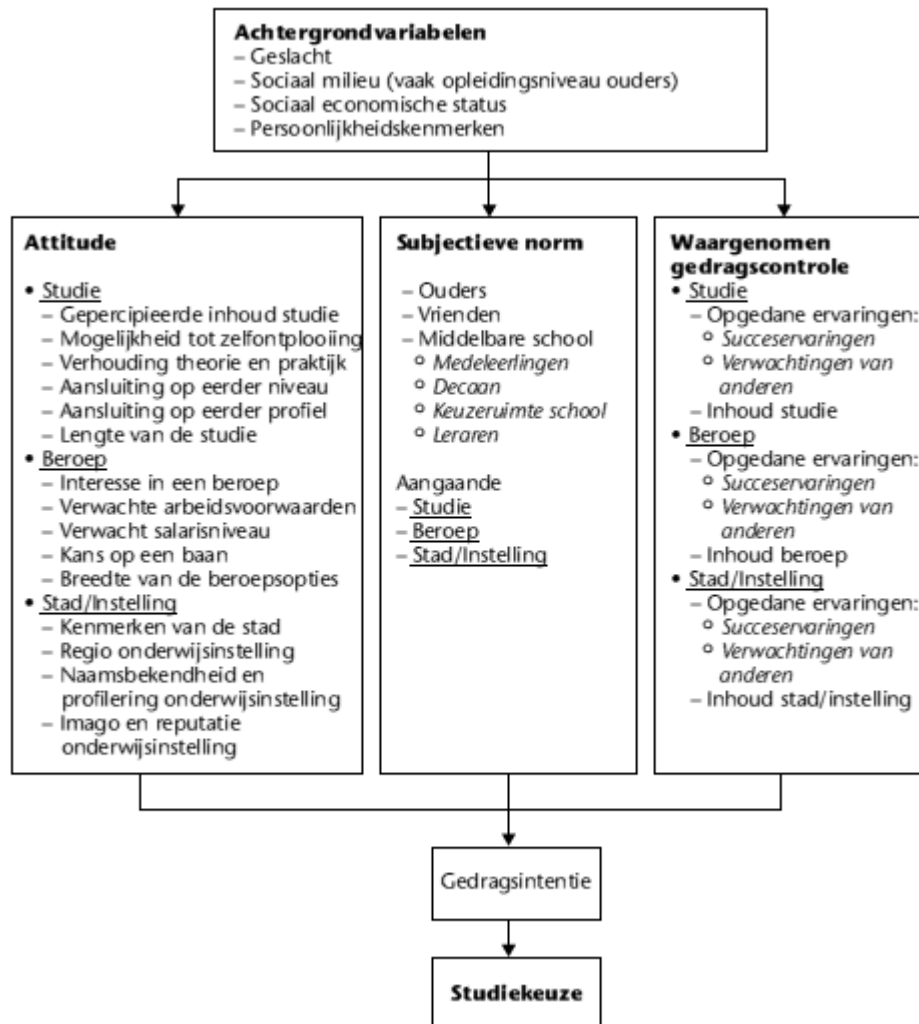 Achtergrondvariabelen
– Geslacht
– Sociaal milieu (vaak opleidingsniveau ouders)
– Sociaal economische status
– Persoonlijkheidskenmerken
Attitude
• Studie
– Gepercipieerde inhoud studie
– Mogelijkheid tot zelfontplooiing
– Verhouding theorie en praktijk
– Aansluiting op eerder niveau
– Aansluiting op eerder profiel
– Lengte van de studie
• Beroep
– Interesse in een beroep
– Verwachte arbeidsvoorwaarden
– Verwacht salarisniveau
– Kans op een baan
– Breedte van de beroepsopties
• Stad/Instelling
– Kenmerken van de stad
– Regio onderwijsinstelling
– Naamsbekendheid en
profilering onderwijsinstelling
– Imago en reputatie
onderwijsinstelling
Subjectieve norm
– Ouders
– Vrienden
– Middelbare school
° Medeleerlingen
° Decaan
° Keuzeruimte school
° Leraren
Aangaande
– Studie
– Beroep
– Stad/Instelling
Waargenomen
gedragscontrole
• Studie
– Opgedane ervaringen:
° Succeservaringen
° Verwachtingen van
anderen
– Inhoud studie
• Beroep
– Opgedane ervaringen:
° Succeservaringen
° Verwachtingen van
anderen
– Inhoud beroep
• Stad/Instelling
– Opgedane ervaringen:
° Succeservaringen
° Verwachtingen van
anderen
– Inhoud stad/instelling
Gedragsintentie
Studiekeuze